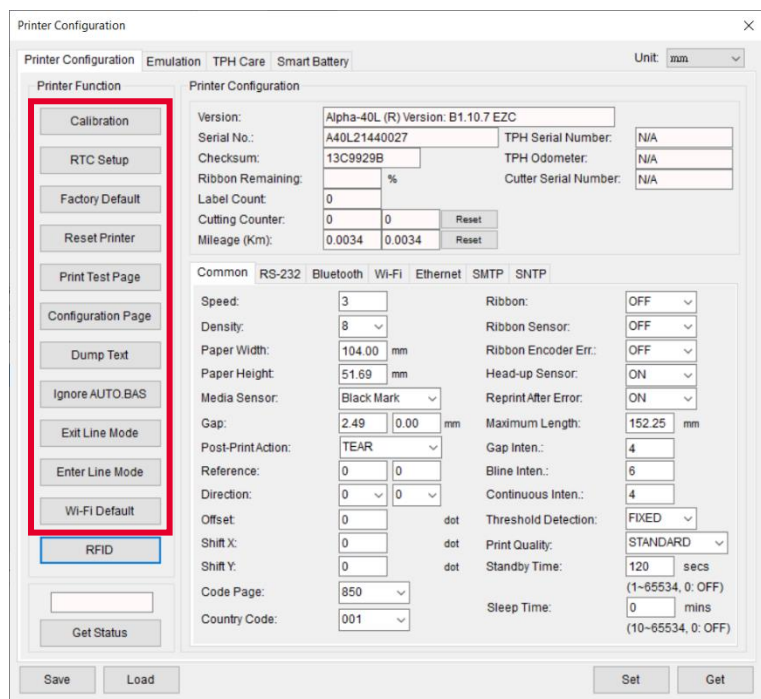 Printer Configuration
Printer Configuration Emulation TPH Care Smart Battery Unit: mm
Printer Function
Calibration
RTC Setup
Factory Default
Reset Printer
Print Test Page
Configuration Page
Dump Text
Ignore AUTO.BAS
Exit Line Mode
Enter Line Mode
Wi-Fi Default
RFID
Get Status
Printer Configuration
Version: Alpha-40L (R) Version: B1.10.7 EZC
Serial No.: A40L21440027 TPH Serial Number: N/A
Checksum: 13C9929B TPH Odometer: N/A
Ribbon Remaining: % Cutter Serial Number: N/A
Label Count: 0
Cutting Counter: 0 0 Reset
Mileage (Km): 0.0034 0.0034 Reset
Common RS-232 Bluetooth Wi-Fi Ethernet SMTP SNTP
Speed: 3 Ribbon: OFF
Density: 8 Ribbon Sensor: OFF
Paper Width: 104.00 mm Ribbon Encoder Err.: OFF
Paper Height: 51.69 mm Head-up Sensor: ON
Media Sensor: Black Mark Reprint After Error: ON
Gap: 2.49 0.00 mm Maximum Length: 152.25 mm
Post-Print Action: TEAR Gap Inten.: 4
Reference: 0 0 Bline Inten.: 6
Direction: 0 0 Continuous Inten.: 4
Offset: 0 dot Threshold Detection: FIXED
Shift X: 0 dot Print Quality: STANDARD
Shift Y: 0 dot Standby Time: 120 secs
(1~65534, 0: OFF)
Code Page: 850 Sleep Time: 0 mins
Country Code: 001 (10~65534, 0: OFF)
Save Load Set Get